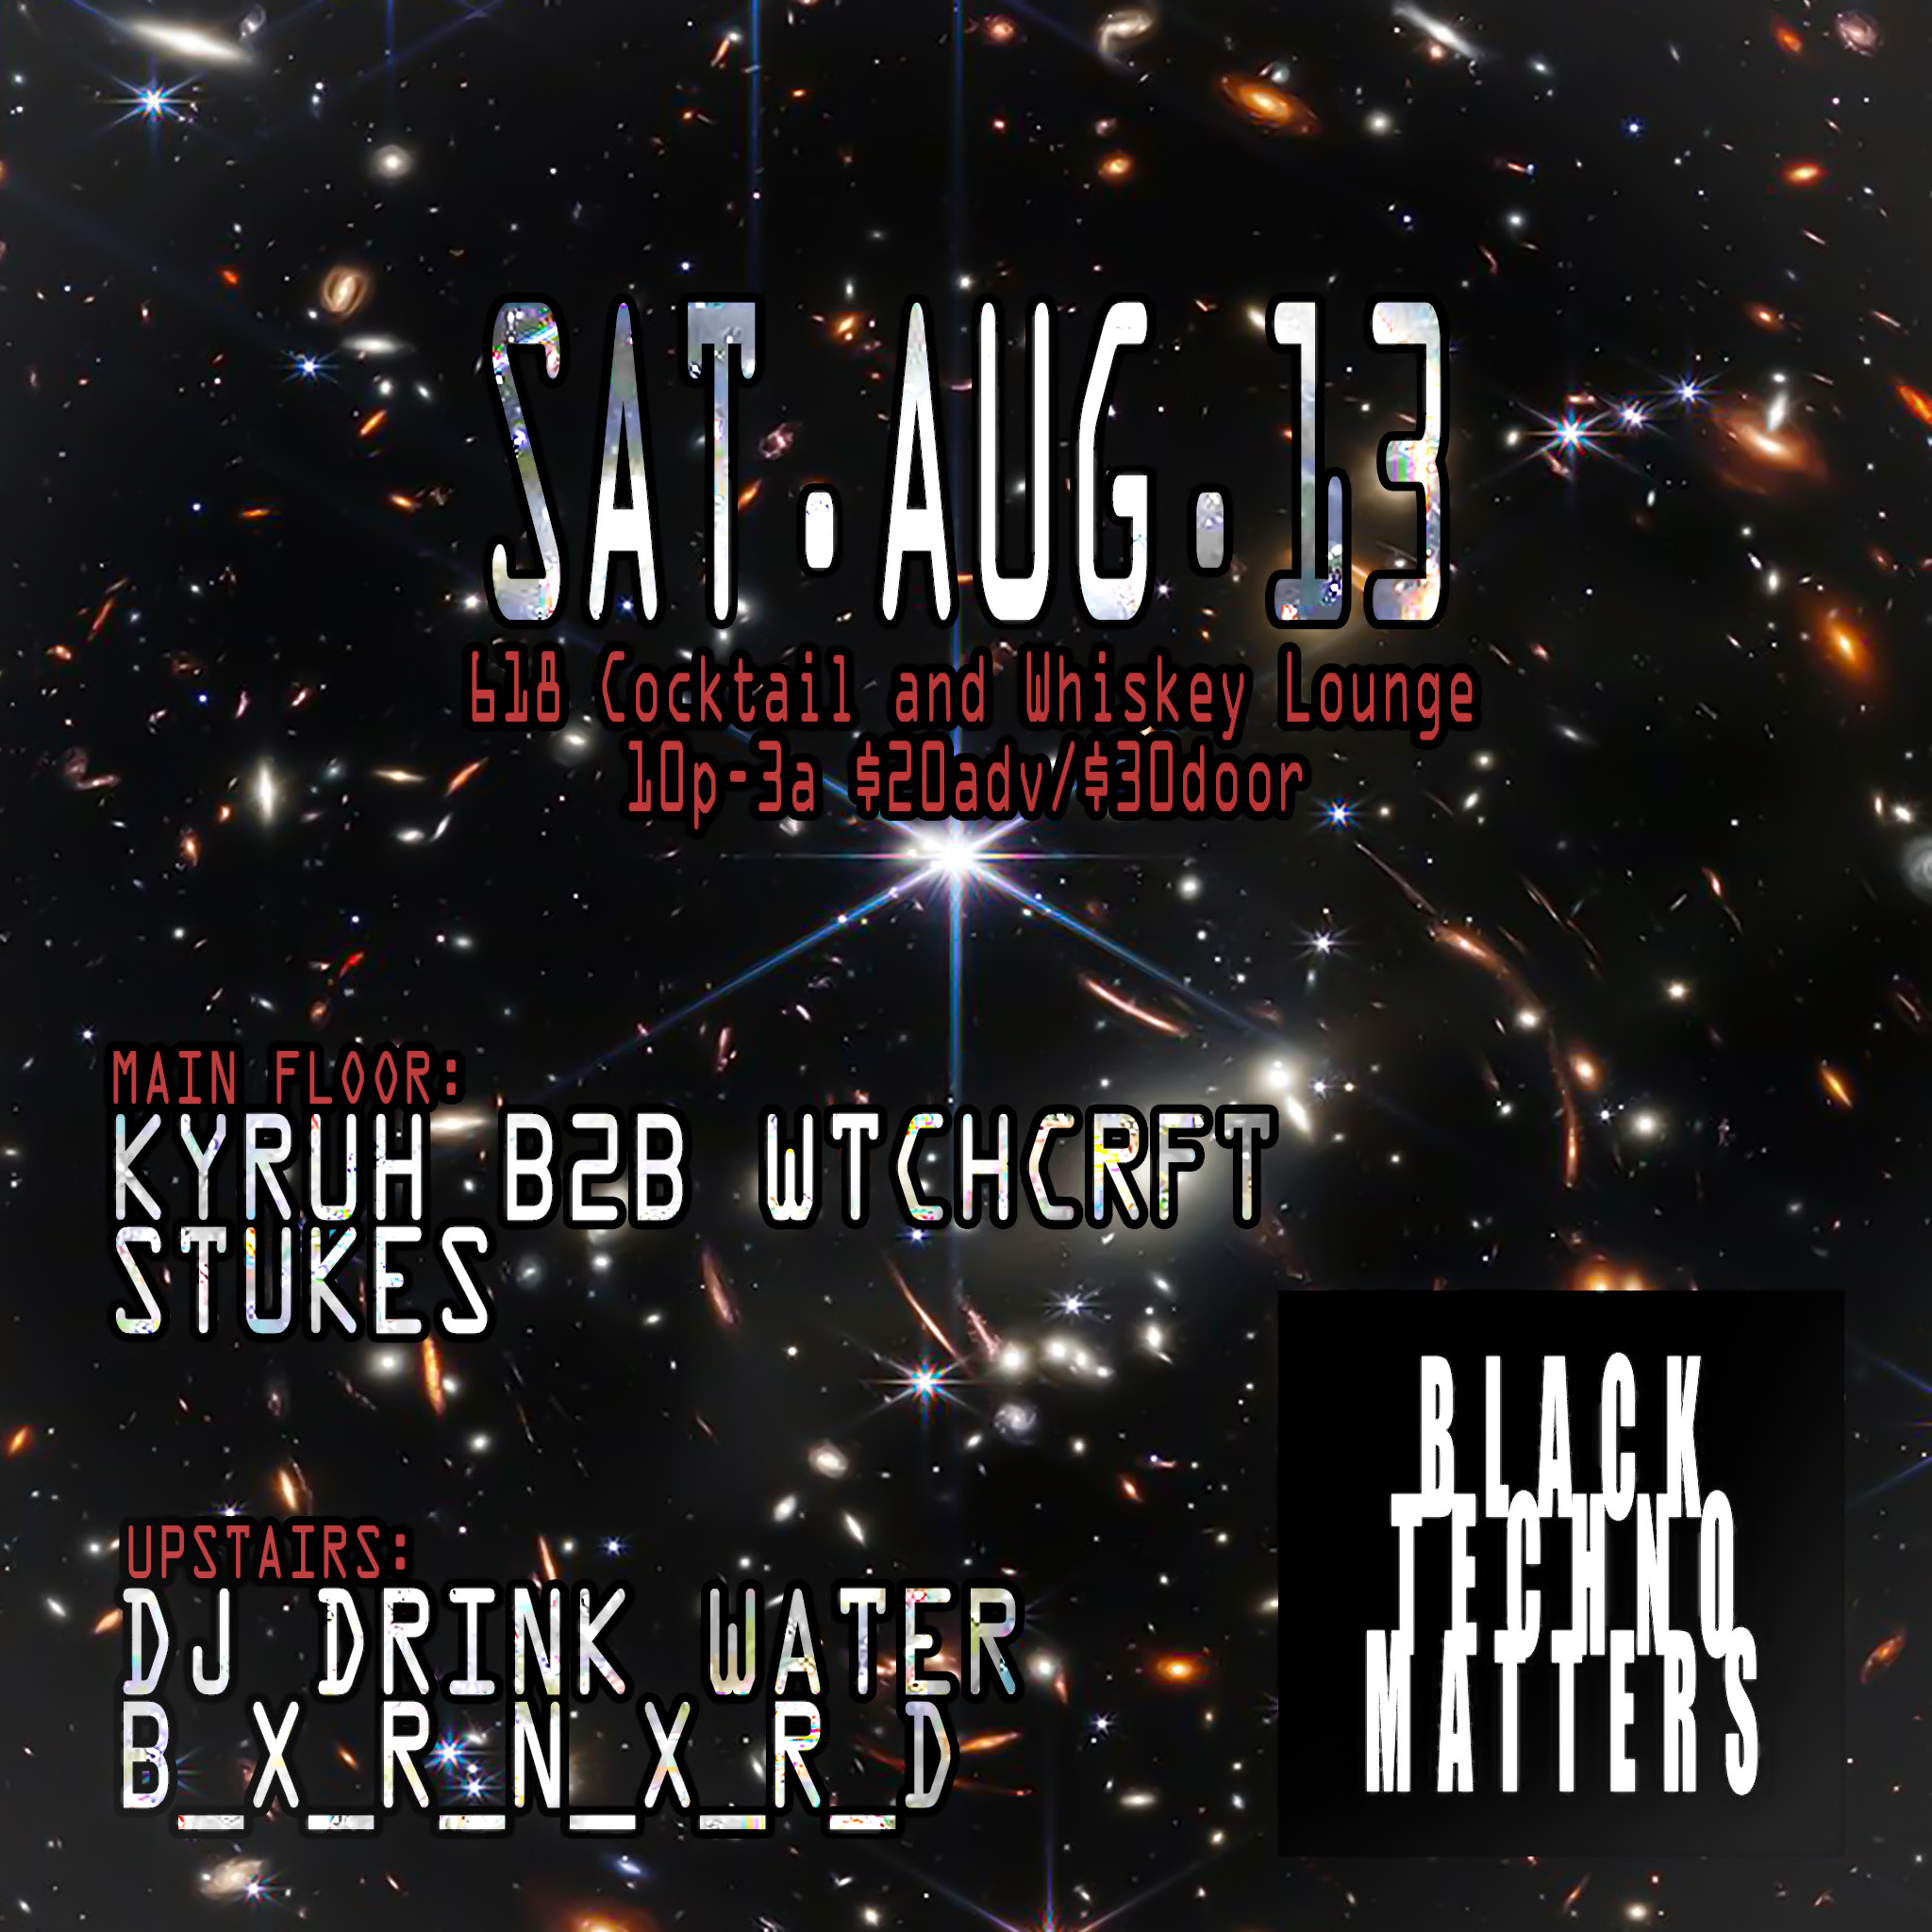 SAT.AUG.13
618 Cocktail and Whiskey Lounge
10p-3a $20adv/$30door
MAIN FLOOR:
KYRUH B2B WTCHCRFT
STUKES
UPSTAIRS:
DJ DRINK WATER
B_X_R_N_X_R_D
BLACK
TECHNO
MATTERS